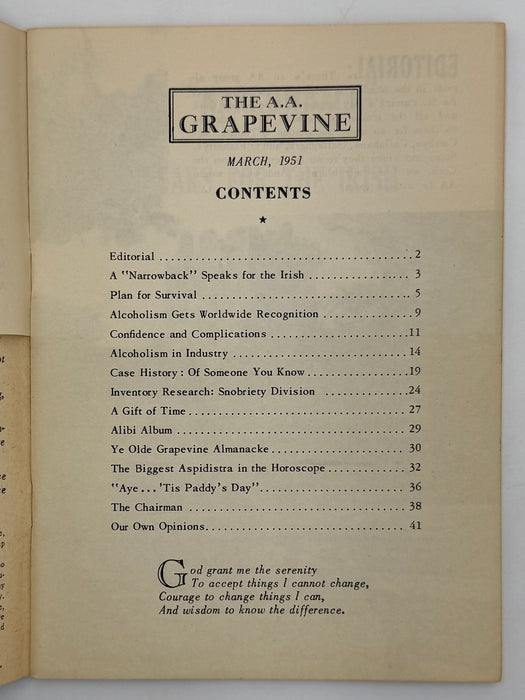 THE A.A.
GRAPEVINE
MARCH, 1951
CONTENTS
★
Editorial . . . . . . . . . . . . . . . . . . . . . . . . . . . . . . . . . . . . . . . . . 2
A "Narrowback" Speaks for the Irish . . . . . . . . . . . . . . . . 3
Plan for Survival . . . . . . . . . . . . . . . . . . . . . . . . . . . . . . . . . . 5
Alcoholism Gets Worldwide Recognition . . . . . . . . . . . . . . 9
Confidence and Complications . . . . . . . . . . . . . . . . . . . . . . 11
Alcoholism in Industry . . . . . . . . . . . . . . . . . . . . . . . . . . . . 14
Case History: Of Someone You Know . . . . . . . . . . . . . . . . 19
Inventory Research: Snobriety Division . . . . . . . . . . . . . 24
A Gift of Time . . . . . . . . . . . . . . . . . . . . . . . . . . . . . . . . . . . 27
Alibi Album . . . . . . . . . . . . . . . . . . . . . . . . . . . . . . . . . . . . . 29
Ye Olde Grapevine Almanacke . . . . . . . . . . . . . . . . . . . . . . 30
The Biggest Aspidistra in the Horoscope . . . . . . . . . . . . . 32
"Aye . . . 'Tis Paddy's Day" . . . . . . . . . . . . . . . . . . . . . . . . 36
The Chairman . . . . . . . . . . . . . . . . . . . . . . . . . . . . . . . . . . . 38
Our Own Opinions . . . . . . . . . . . . . . . . . . . . . . . . . . . . . . . . 41
God grant me the serenity
To accept things I cannot change,
Courage to change things I can,
And wisdom to know the difference.